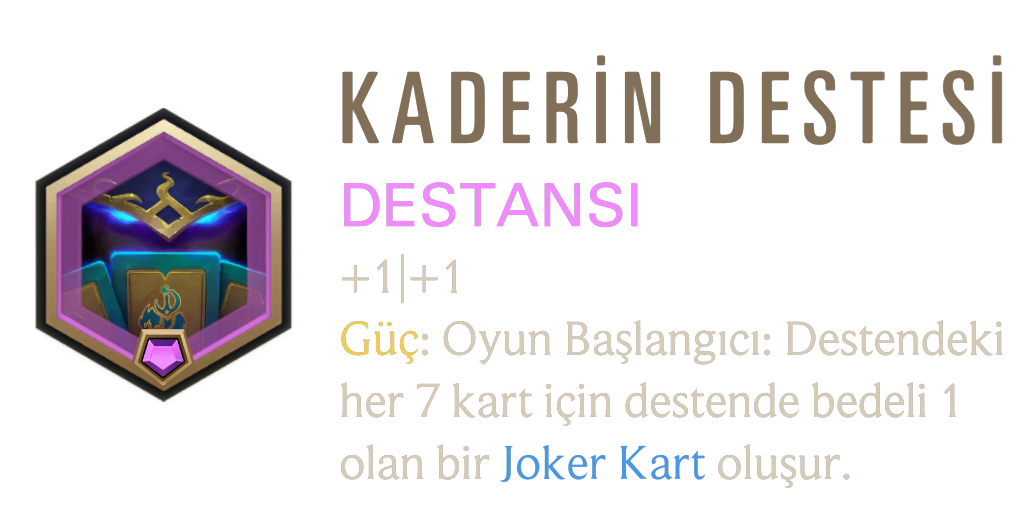 KADERİN DESTESİ
DESTANSI
+1|+1
Güç: Oyun Başlangıcı: Destendeki
her 7 kart için destende bedeli 1
olan bir Joker Kart oluşur.